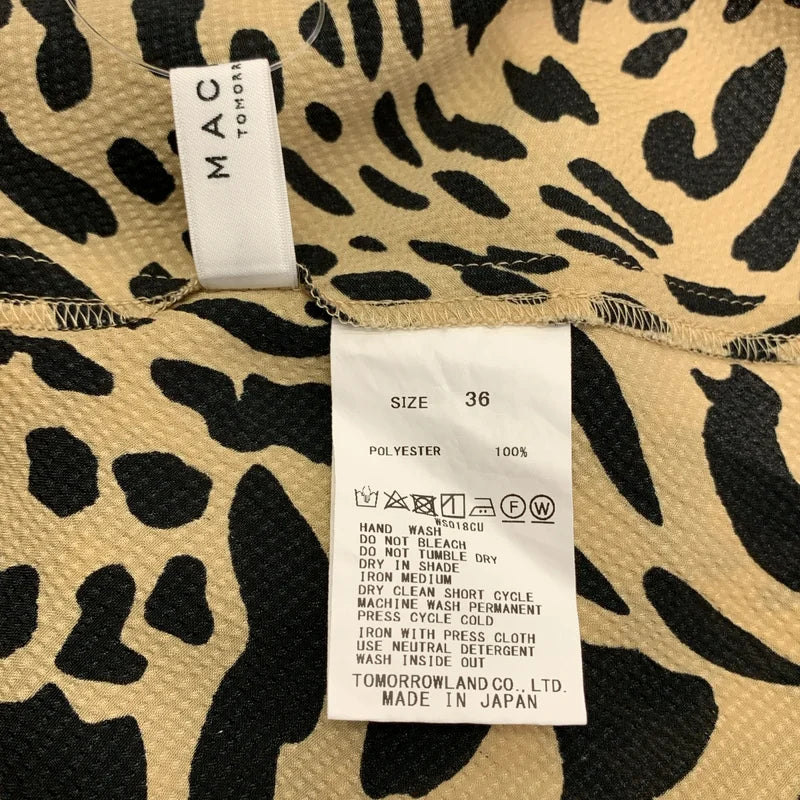 MAC
TOMORR
SIZE 36
POLYESTER 100%
F W
WS018CU
HAND WASH
DO NOT BLEACH
DO NOT TUMBLE DRY
DRY IN SHADE
IRON MEDIUM
DRY CLEAN SHORT CYCLE
MACHINE WASH PERMANENT
PRESS CYCLE COLD
IRON WITH PRESS CLOTH
USE NEUTRAL DETERGENT
WASH INSIDE OUT
TOMORROWLAND CO., LTD.
MADE IN JAPAN